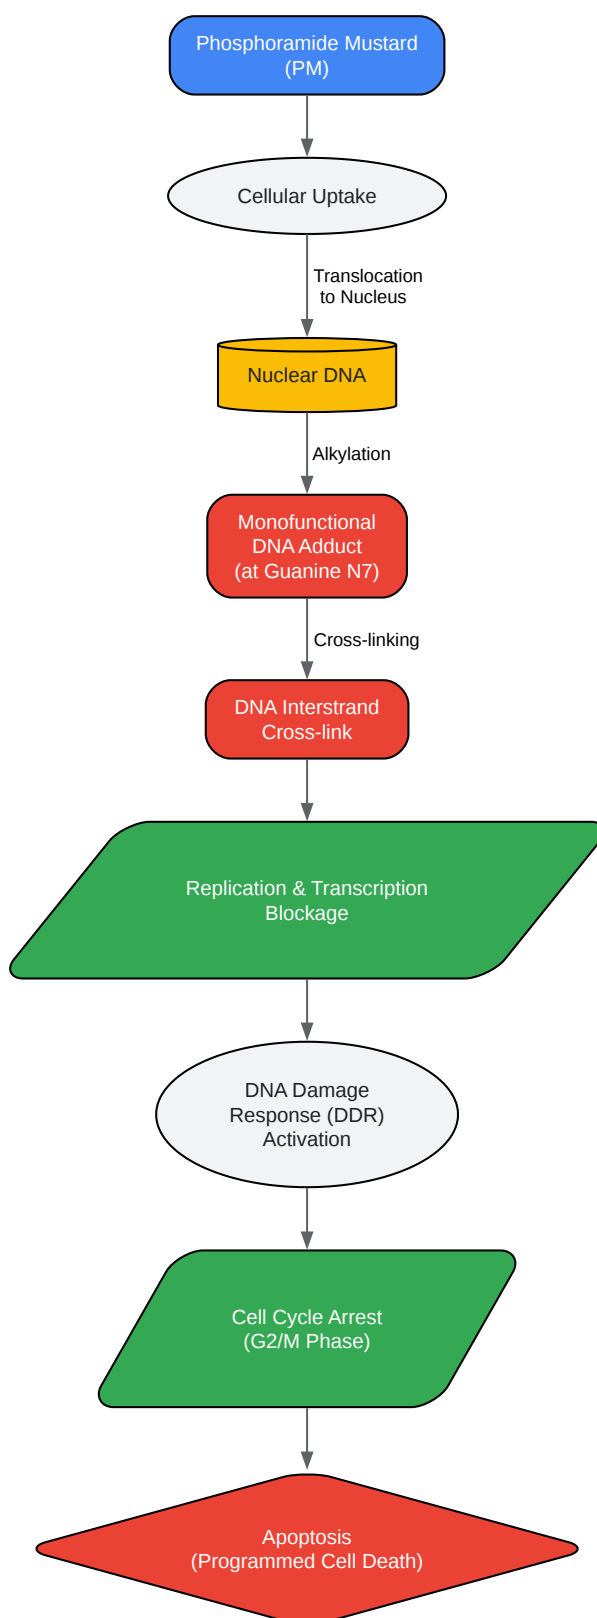 Phosphoramide Mustard
(PM)
Cellular Uptake
Translocation
to Nucleus
Nuclear DNA
Alkylation
Monofunctional
DNA Adduct
(at Guanine N7)
Cross-linking
DNA Interstrand
Cross-link
Replication & Transcription
Blockage
DNA Damage
Response (DDR)
Activation
Cell Cycle Arrest
(G2/M Phase)
Apoptosis
(Programmed Cell Death)